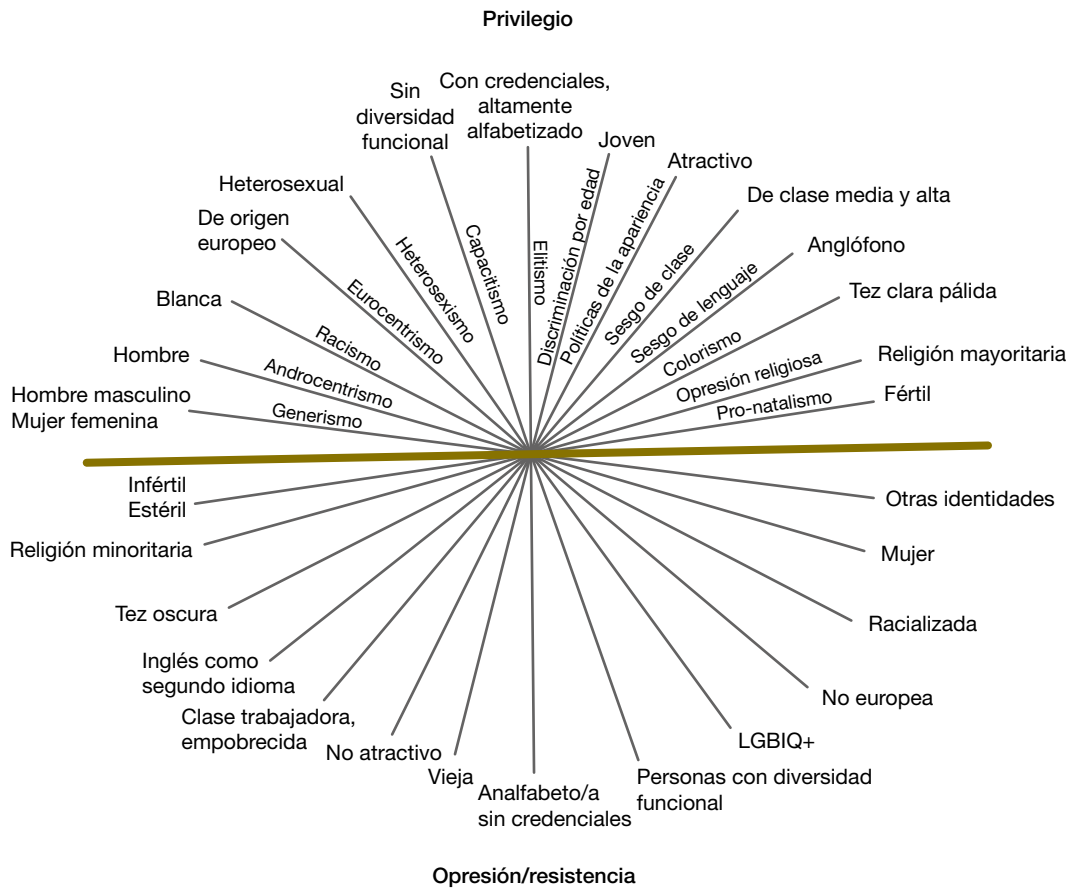 Privilegio
Con credenciales,
altamente
alfabetizado
Sin
diversidad
funcional
Joven
Atractivo
Heterosexual
De clase media y alta
De origen
europeo
Anglófono
Blanca
Tez clara pálida
Hombre
Religión mayoritaria
Hombre masculino
Mujer femenina
Fértil
Generismo
Androcentrismo
Racismo
Eurocentrismo
Heterosexismo
Capacitismo
Elitismo
Discriminación por edad
Políticas de la apariencia
Sesgo de clase
Sesgo de lenguaje
Colorismo
Opresión religiosa
Pro-natalismo
Infértil
Estéril
Otras identidades
Religión minoritaria
Mujer
Tez oscura
Racializada
Inglés como
segundo idioma
No europea
Clase trabajadora,
empobrecida
LGBIQ+
No atractivo
Vieja
Personas con diversidad
funcional
Analfabeto/a
sin credenciales
Opresión/resistencia